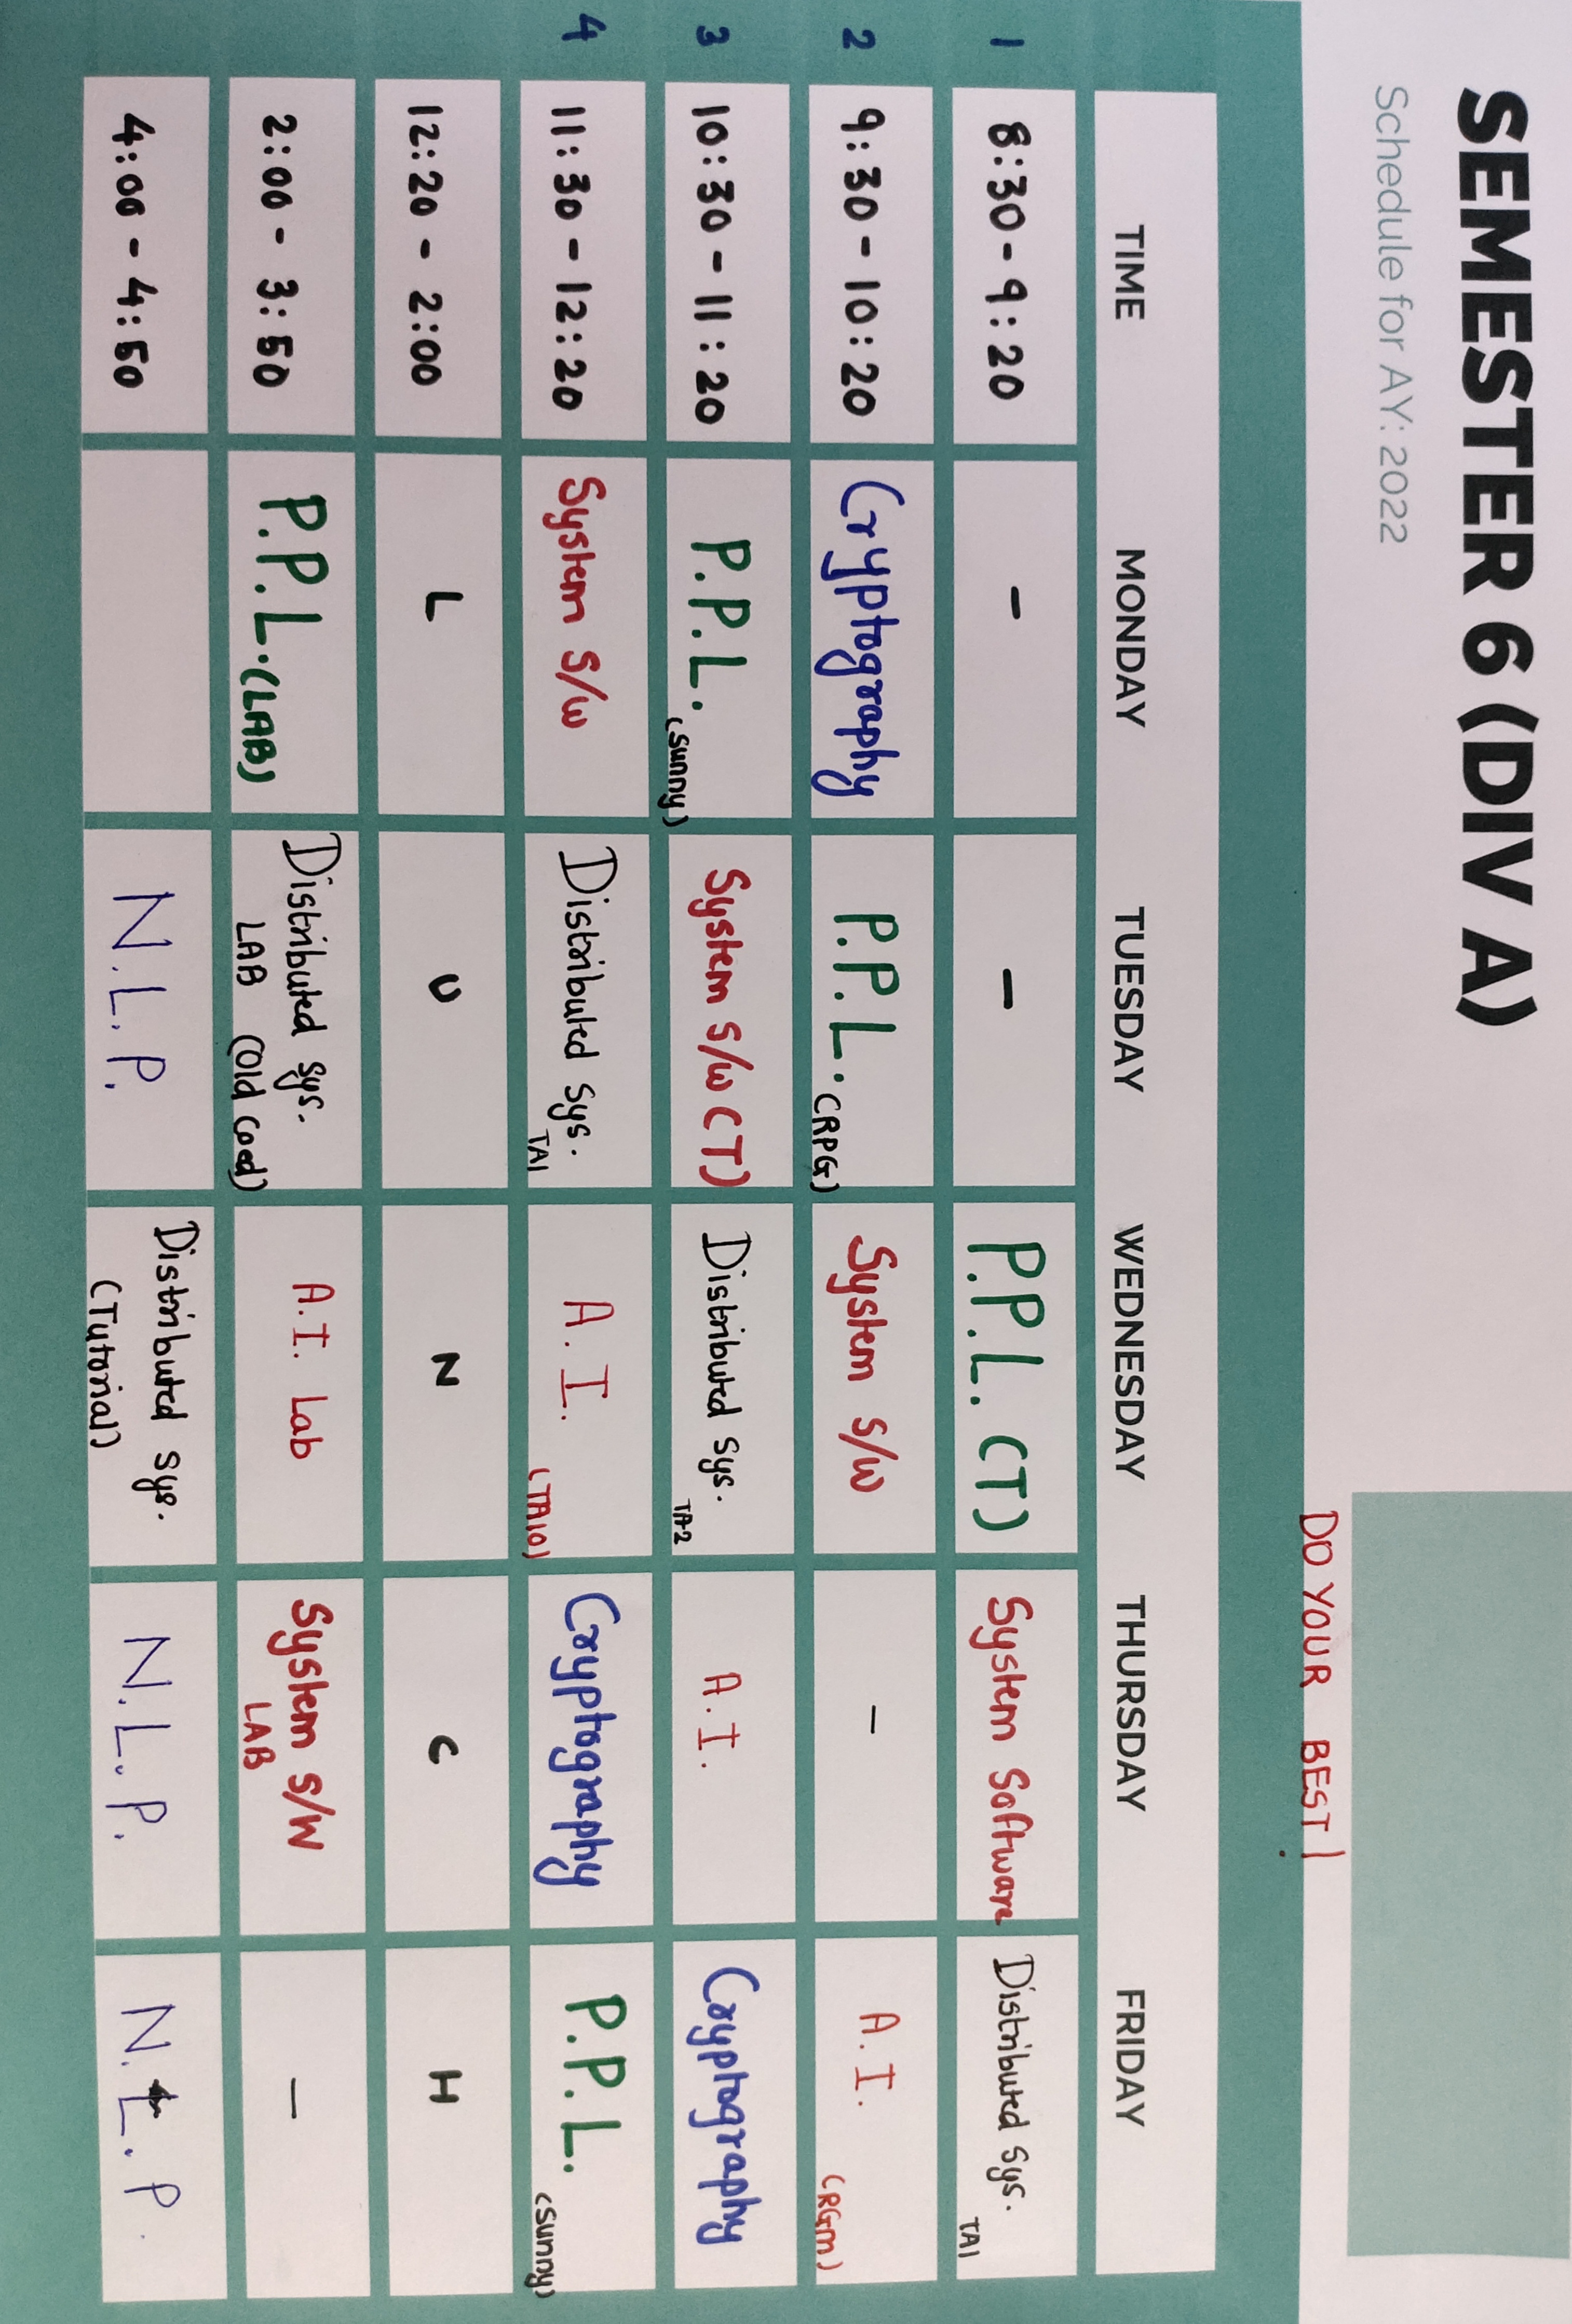 SEMESTER 6 (DIV A)
Schedule for AY: 2022
DO YOUR BEST!
TIME MONDAY TUESDAY WEDNESDAY THURSDAY FRIDAY
1 8:30 - 9:20 - - P.P.L. (T) System Software Distributed Sys. TA1
2 9:30 - 10:20 Cryptography P.P.L. (RPG) System S/W - A.I. (RGM)
3 10:30 - 11:20 P.P.L. (Sunny) System S/W (T) Distributed Sys. TA2 A.I. Cryptography
4 11:30 - 12:20 System S/W Distributed Sys. TA1 A.I. (TA10) Cryptography P.P.L. (Sunny)
12:20 - 2:00 L U N C H
2:00 - 3:50 P.P.L. (LAB) Distributed Sys. LAB (Old Coed) A.I. Lab System S/W LAB -
4:00 - 4:50 N.L.P. Distributed Sys. (Tutorial) N.L.P. N.L.P.